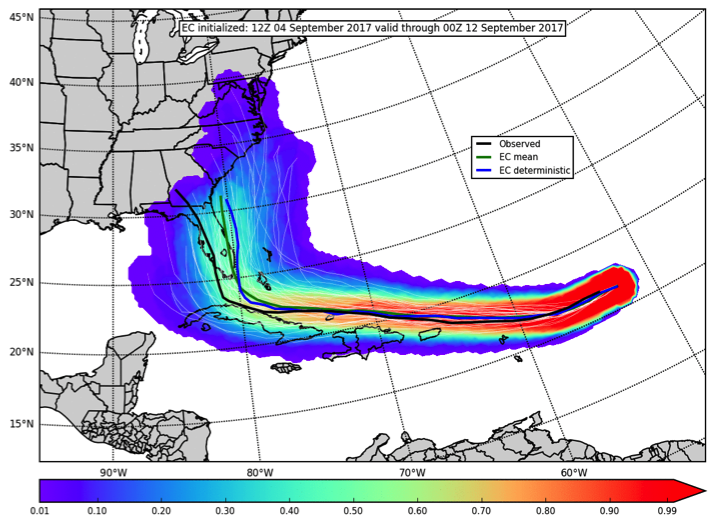 45°N
EC initialized: 12Z 04 September 2017 valid through 00Z 12 September 2017
40°N
35°N
Observed
EC mean
EC deterministic
30°N
25°N
20°N
15°N
90°W 80°W 70°W 60°W
0.01 0.10 0.20 0.30 0.40 0.50 0.60 0.70 0.80 0.90 0.99